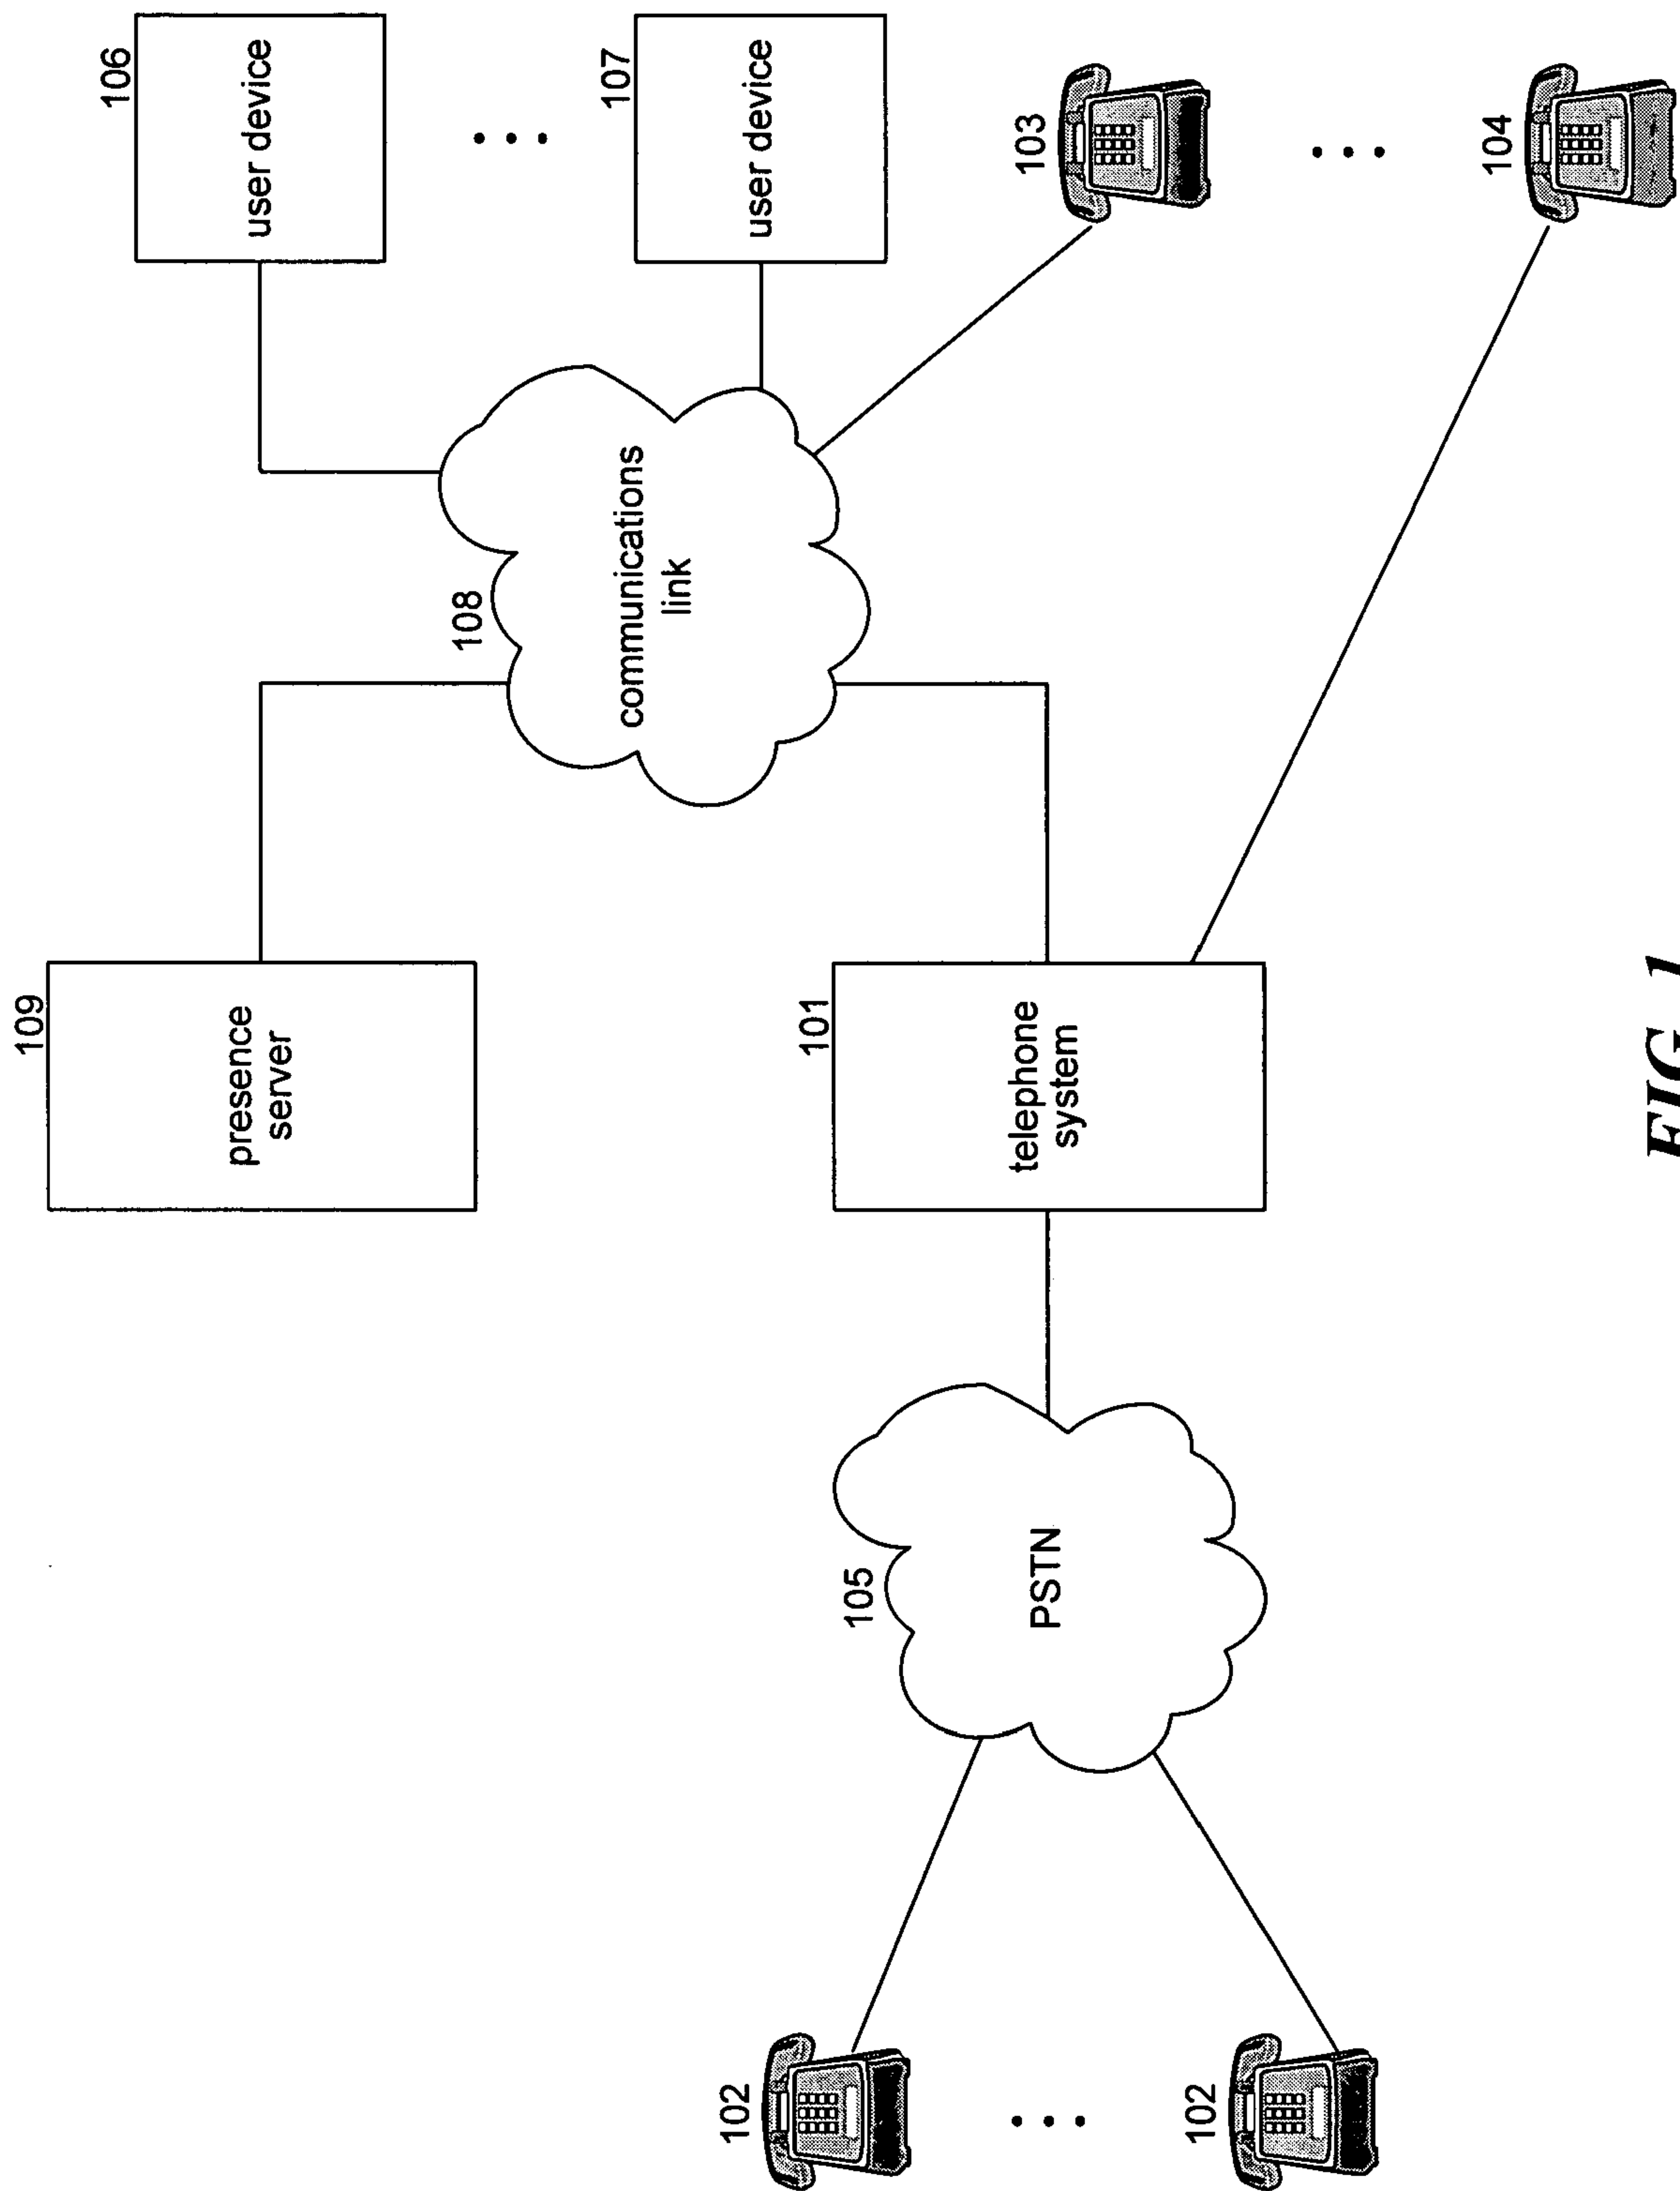 109
presence
server
106
user device
108
communications
link
107
user device
103
104
101
telephone
system
105
PSTN
102
102
FIG. 1